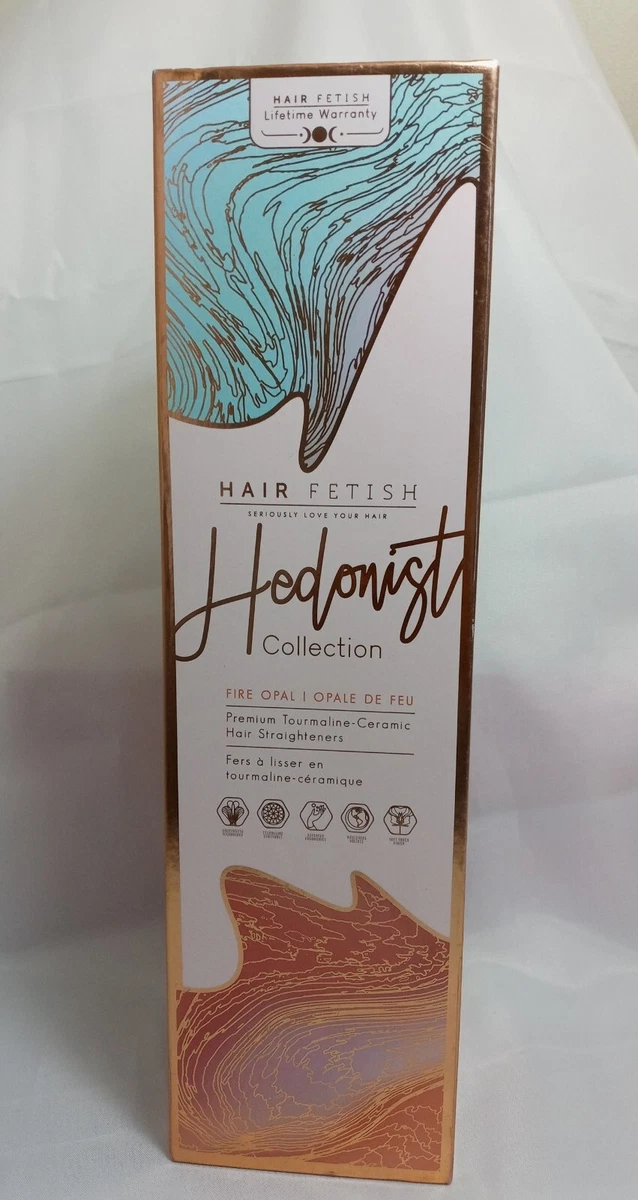 HAIR FETISH
Lifetime Warranty
HAIR FETISH
SERIOUSLY LOVE YOUR HAIR
Hedonist
Collection
FIRE OPAL | OPALE DE FEU
Premium Tourmaline-Ceramic
Hair Straighteners
Fers à lisser en
tourmaline-céramique